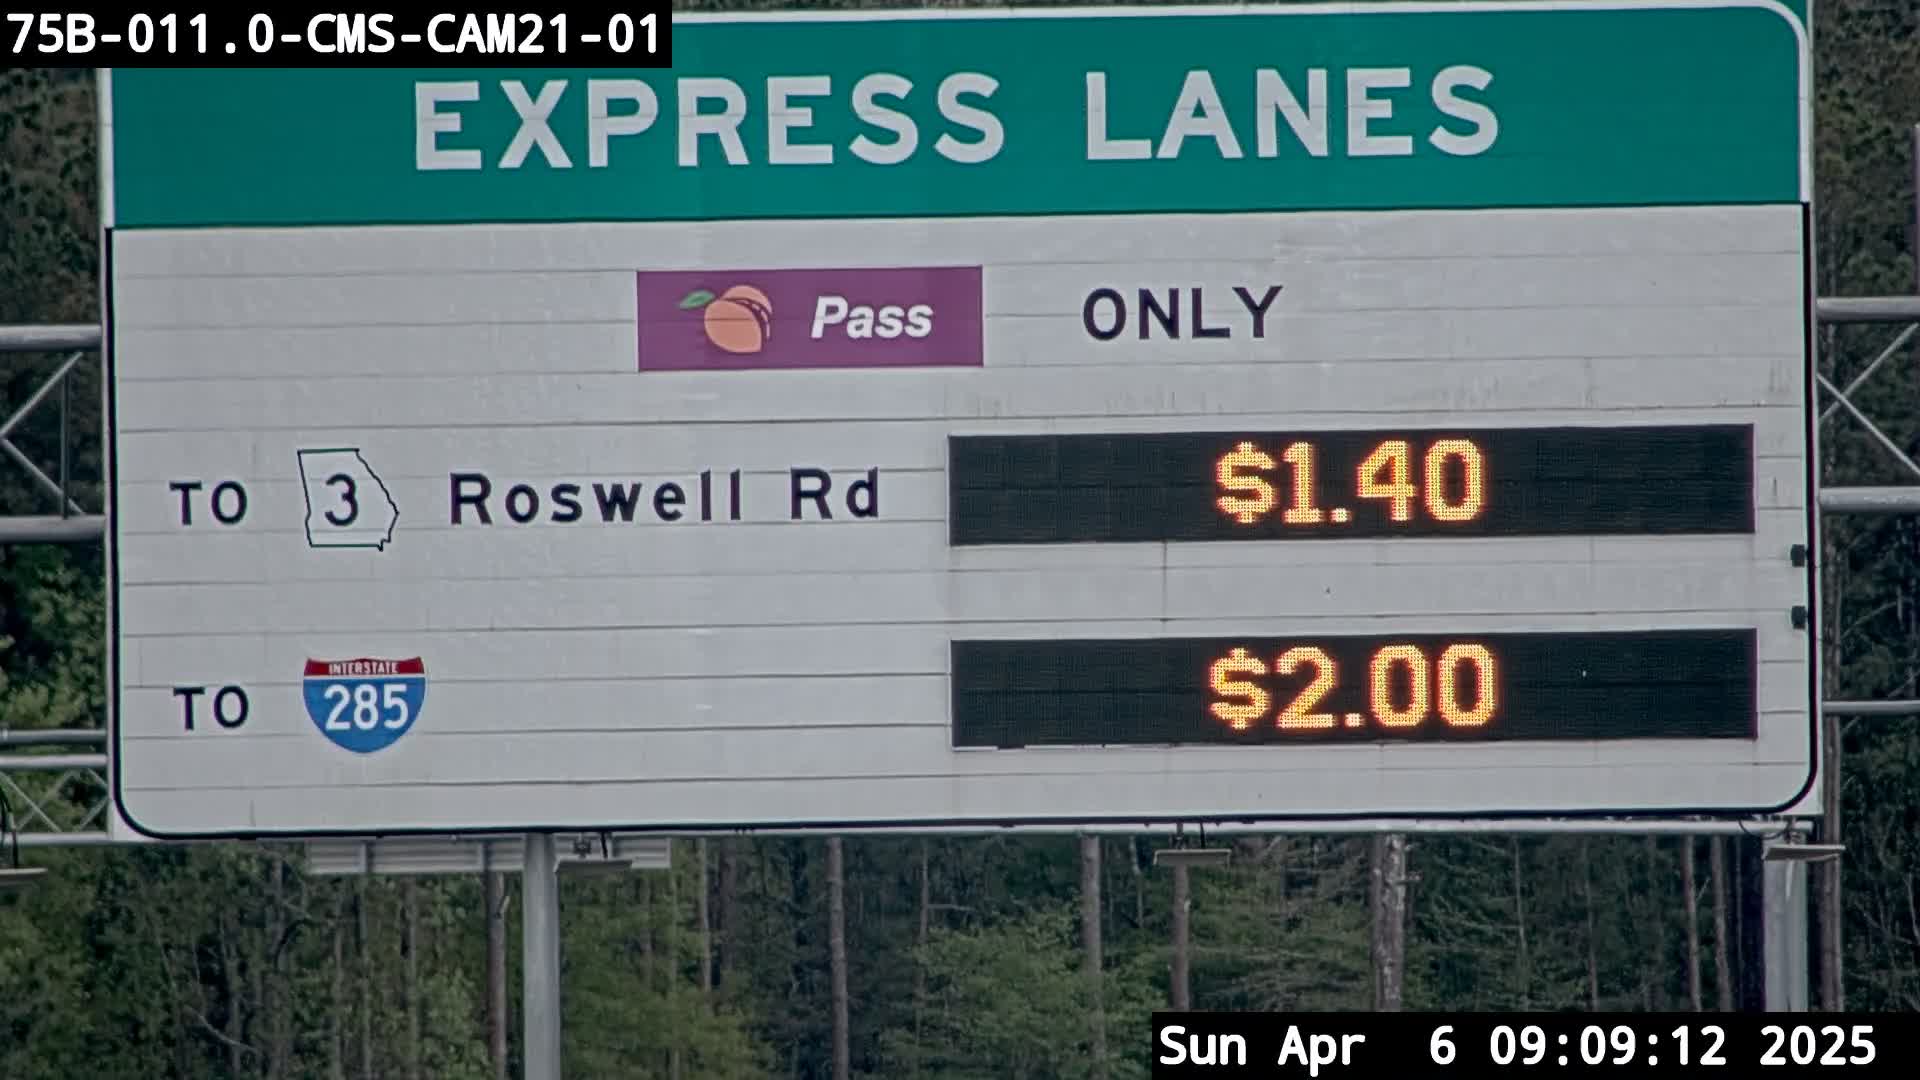 75B-011.0-CMS-CAM21-01
EXPRESS LANES
Pass ONLY
TO 3 Roswell Rd $1.40
TO INTERSTATE 285 $2.00
Sun Apr 6 09:09:12 2025